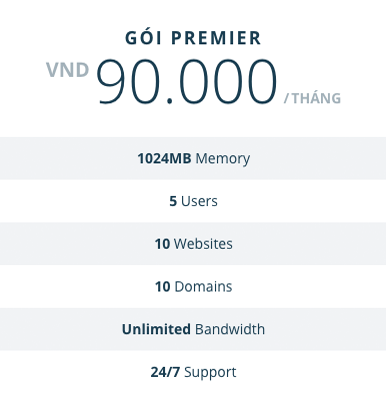 GÓI PREMIER
VND 90.000 /THÁNG
1024MB Memory
5 Users
10 Websites
10 Domains
Unlimited Bandwidth
24/7 Support